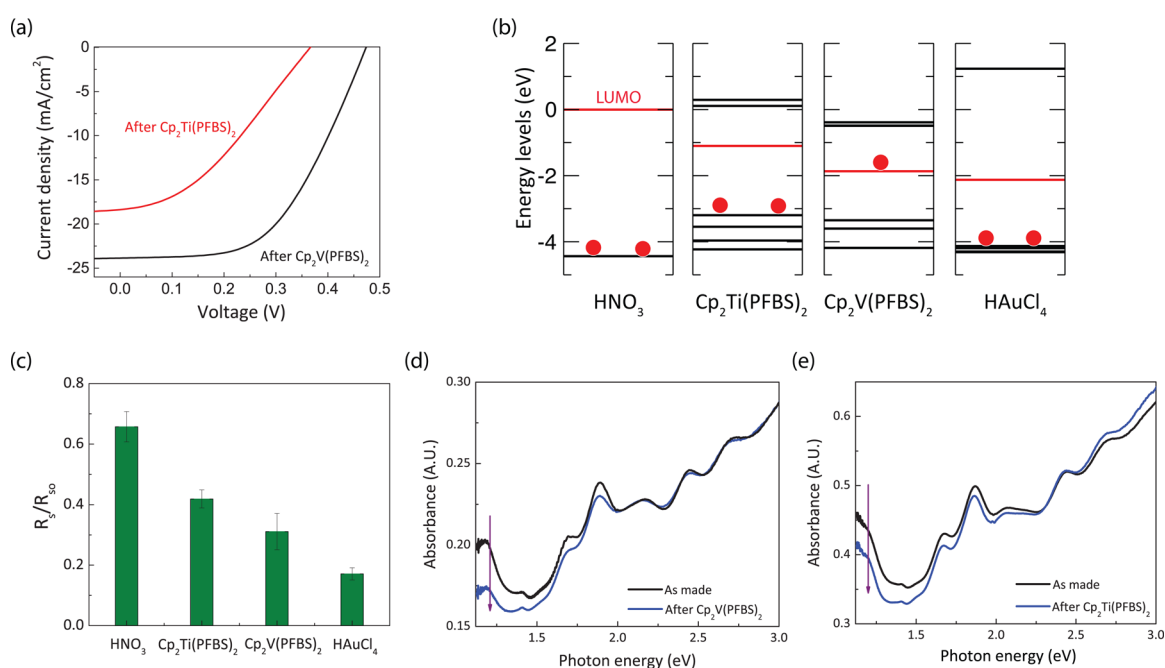 (a)
0
-5
-10
-15
-20
-25
Current density (mA/cm²)
After Cp₂Ti(PFBS)₂
After Cp₂V(PFBS)₂
0.0 0.1 0.2 0.3 0.4 0.5
Voltage (V)
(b)
Energy levels (eV)
2
0
-2
-4
LUMO
HNO₃ Cp₂Ti(PFBS)₂ Cp₂V(PFBS)₂ HAuCl₄
(c)
Rₛ/Rₛₒ
0.8
0.6
0.4
0.2
0.0
HNO₃ Cp₂Ti(PFBS)₂ Cp₂V(PFBS)₂ HAuCl₄
(d)
Absorbance (A.U.)
0.30
0.25
0.20
0.15
As made
After Cp₂V(PFBS)₂
1.5 2.0 2.5 3.0
Photon energy (eV)
(e)
Absorbance (A.U.)
0.6
0.5
0.4
0.3
As made
After Cp₂Ti(PFBS)₂
1.5 2.0 2.5 3.0
Photon energy (eV)